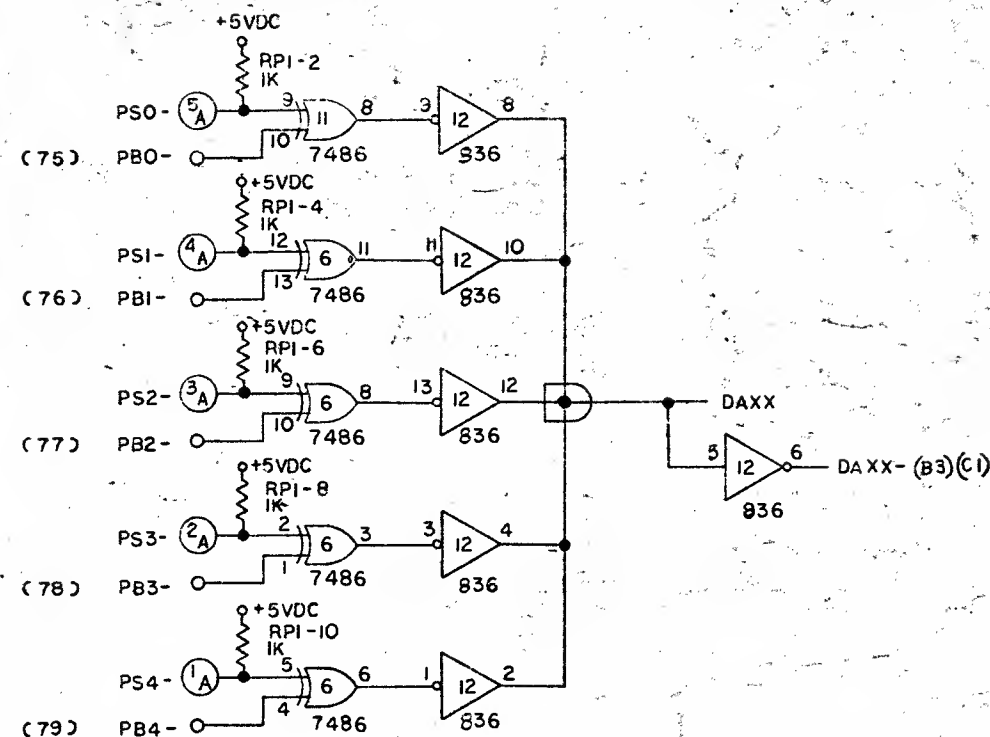 +5VDC
RP1-2
1K
PS0- 5A 9 11 8 9 12 8
(75) PB0- 10 7486 836
+5VDC
RP1-4
1K
PS1- 4A 12 6 11 11 12 10
(76) PB1- 13 7486 836
+5VDC
RP1-6
1K
PS2- 3A 9 6 8 13 12 12 DAXX
(77) PB2- 10 7486 836
5 12 6 DAXX- (B3)(C1)
836
+5VDC
RP1-8
1K
PS3- 2A 2 6 3 3 12 4
(78) PB3- 1 7486 836
+5VDC
RP1-10
1K
PS4- 1A 5 6 6 1 12 2
(79) PB4- 4 7486 836